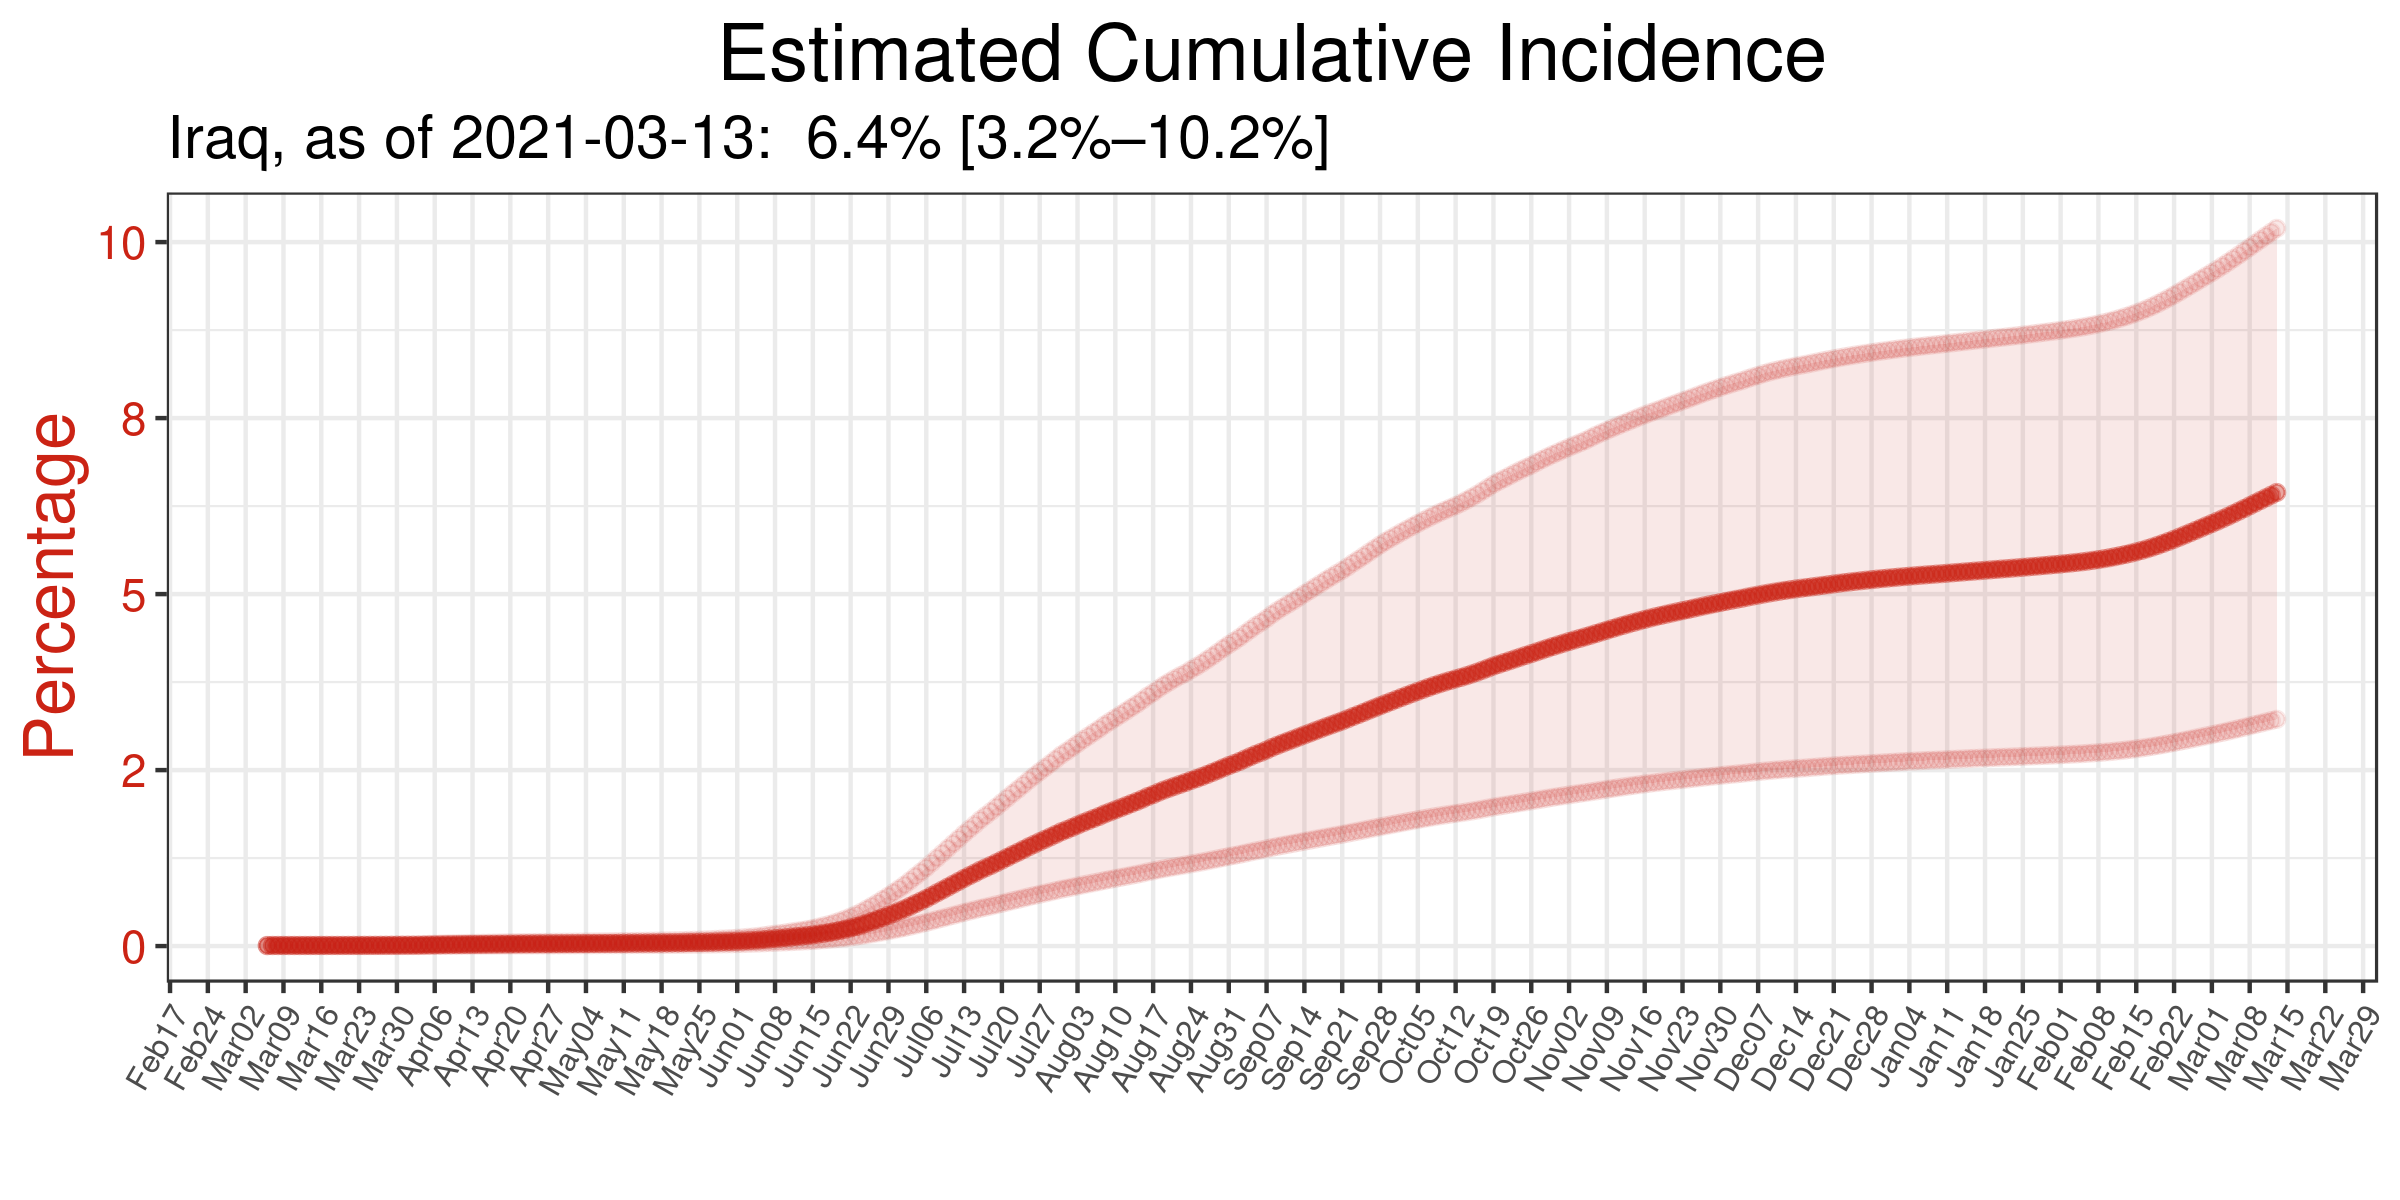 Estimated Cumulative Incidence
Iraq, as of 2021-03-13:  6.4% [3.2%–10.2%]
Percentage
10
8
5
2
0
Feb17
Feb24
Mar02
Mar09
Mar16
Mar23
Mar30
Apr06
Apr13
Apr20
Apr27
May04
May11
May18
May25
Jun01
Jun08
Jun15
Jun22
Jun29
Jul06
Jul13
Jul20
Jul27
Aug03
Aug10
Aug17
Aug24
Aug31
Sep07
Sep14
Sep21
Sep28
Oct05
Oct12
Oct19
Oct26
Nov02
Nov09
Nov16
Nov23
Nov30
Dec07
Dec14
Dec21
Dec28
Jan04
Jan11
Jan18
Jan25
Feb01
Feb08
Feb15
Feb22
Mar01
Mar08
Mar15
Mar22
Mar29